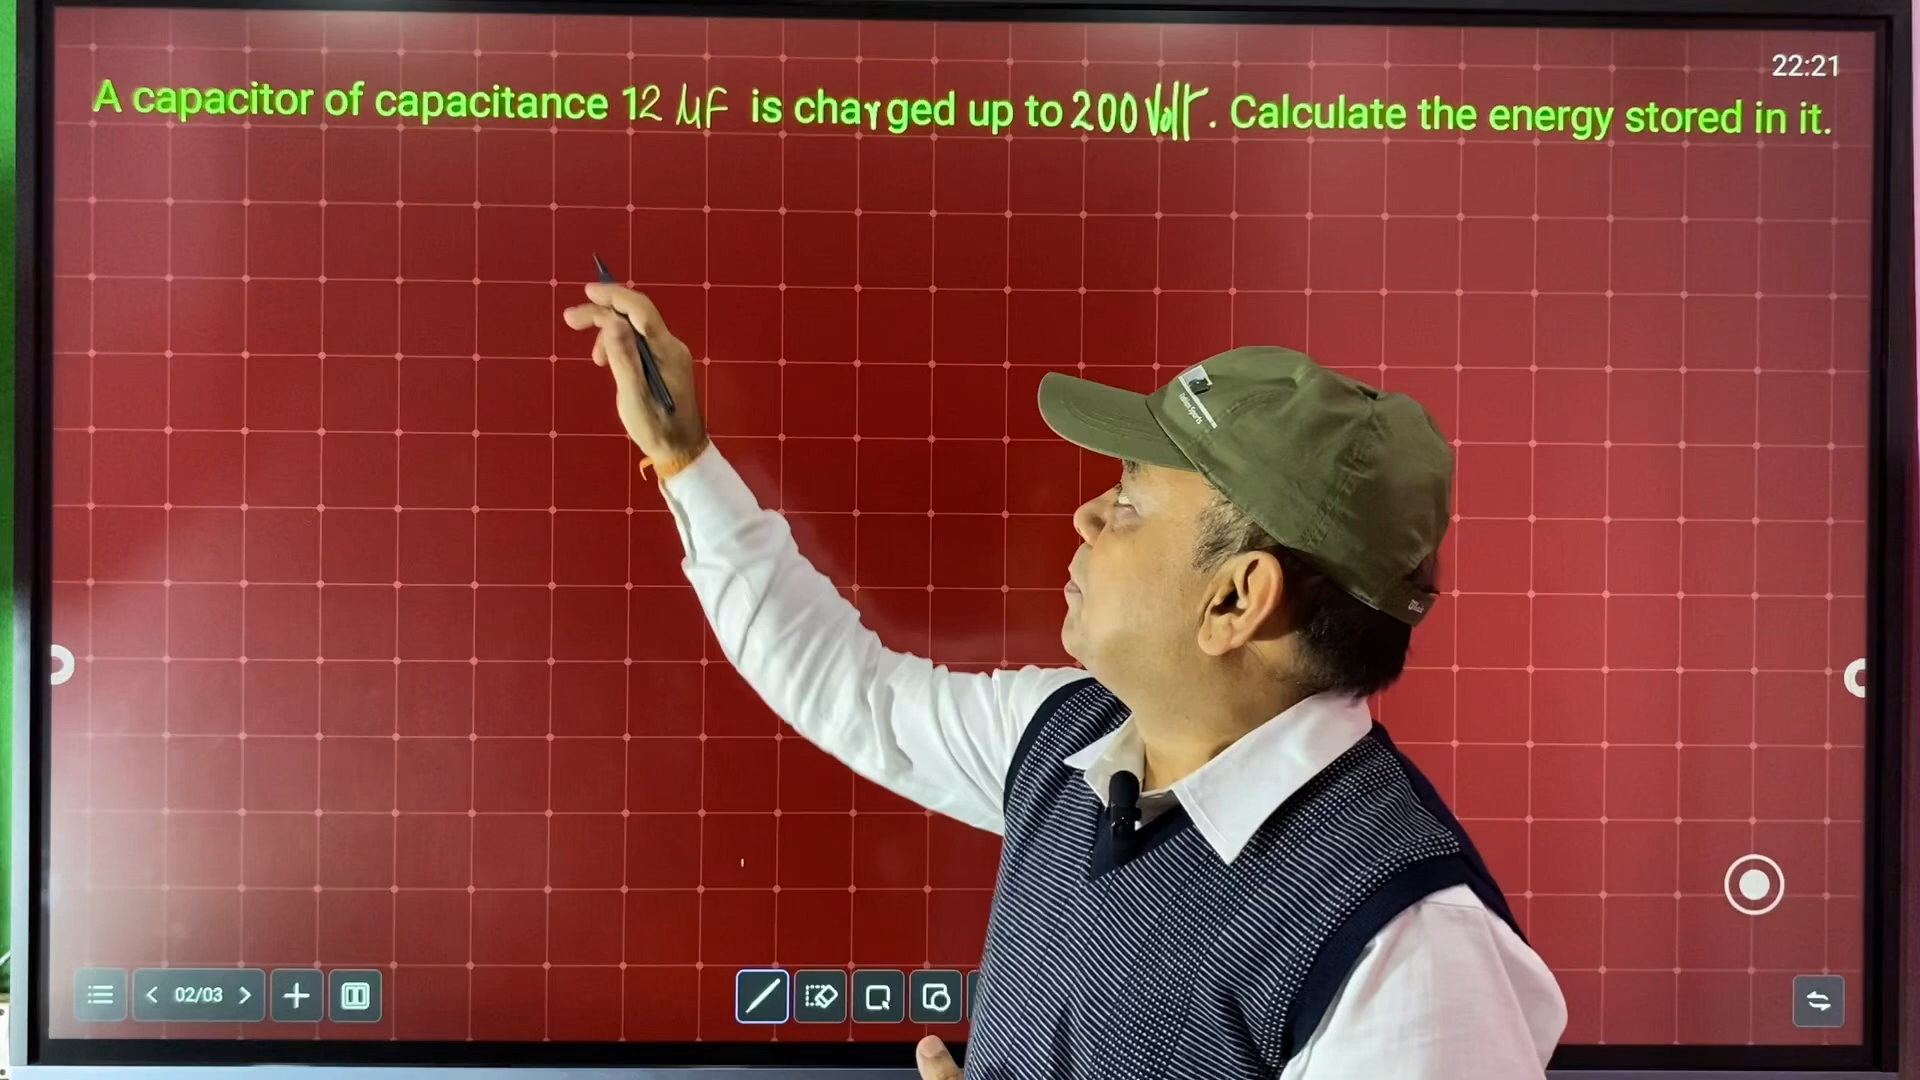 22:21
A capacitor of capacitance 12 μF is charged up to 200 Volt. Calculate the energy stored in it.
02/03